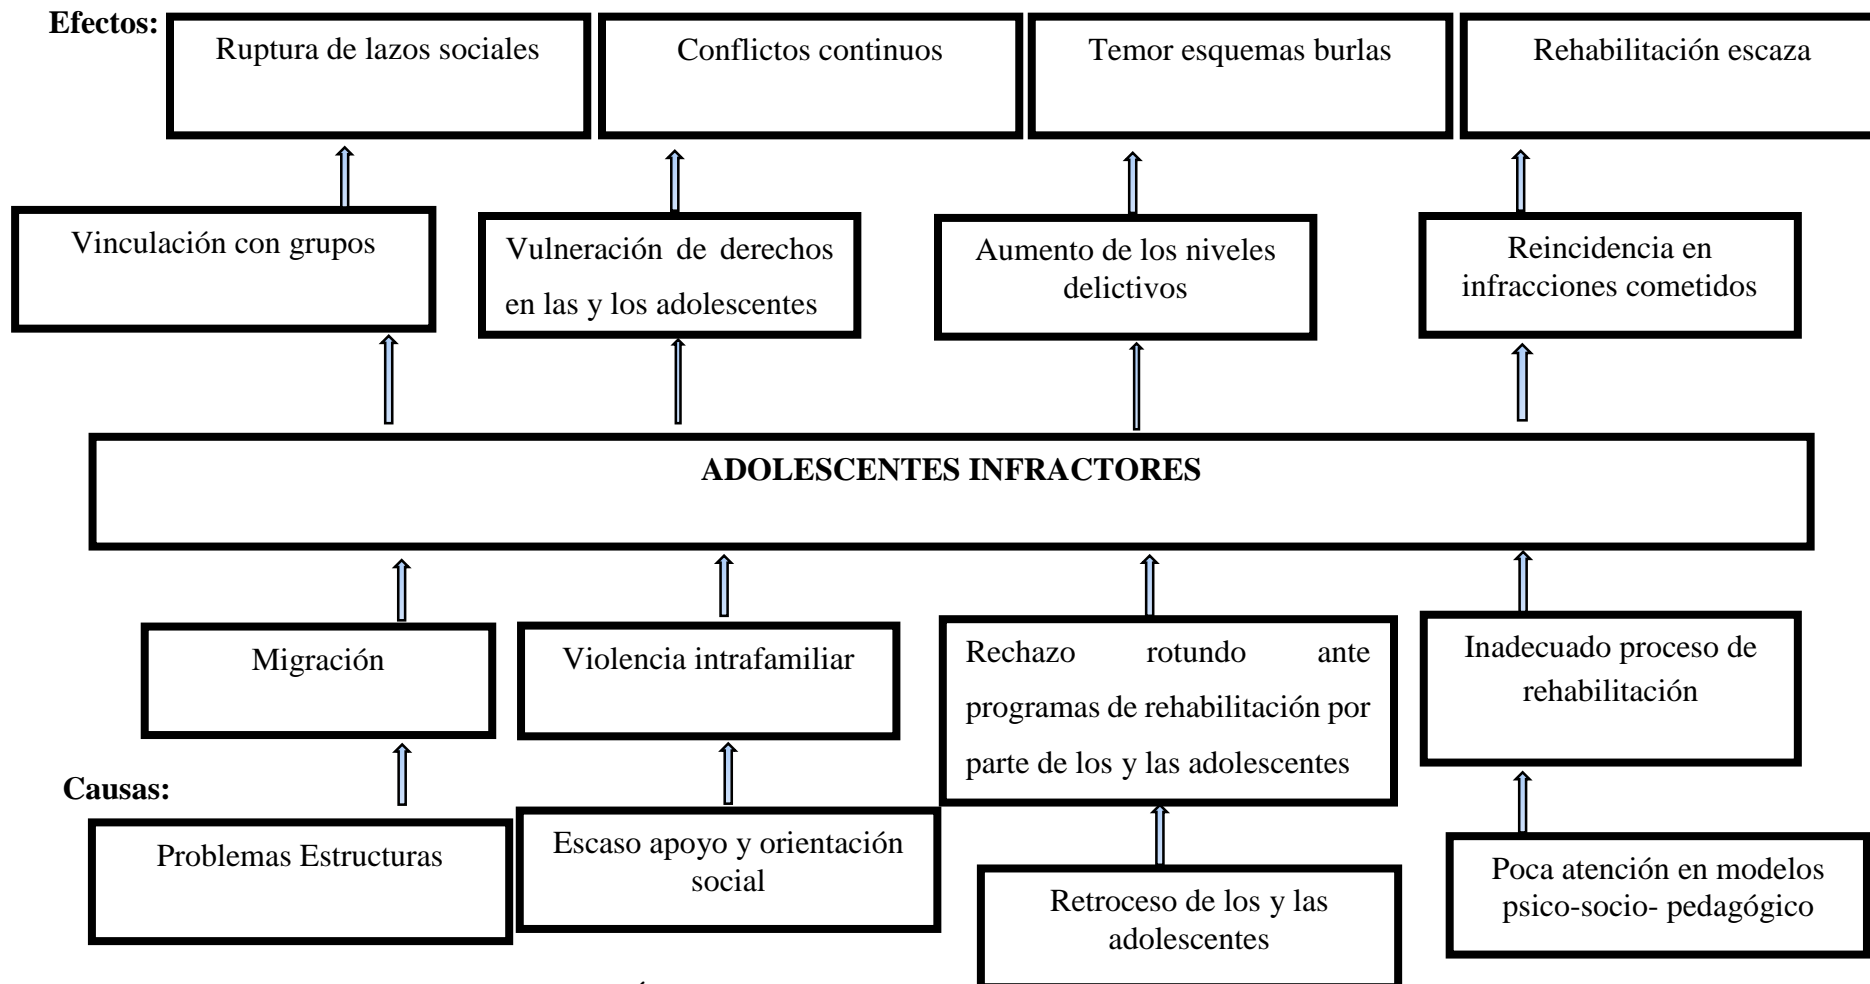 Efectos:
Ruptura de lazos sociales
Conflictos continuos
Temor esquemas burlas
Rehabilitación escaza
Vinculación con grupos
Vulneración de derechos
en las y los adolescentes
Aumento de los niveles
delictivos
Reincidencia en
infracciones cometidos
ADOLESCENTES INFRACTORES
Migración
Violencia intrafamiliar
Rechazo rotundo ante
programas de rehabilitación por
parte de los y las adolescentes
Inadecuado proceso de
rehabilitación
Causas:
Problemas Estructuras
Escaso apoyo y orientación
social
Retroceso de los y las
adolescentes
Poca atención en modelos
psico-socio- pedagógico